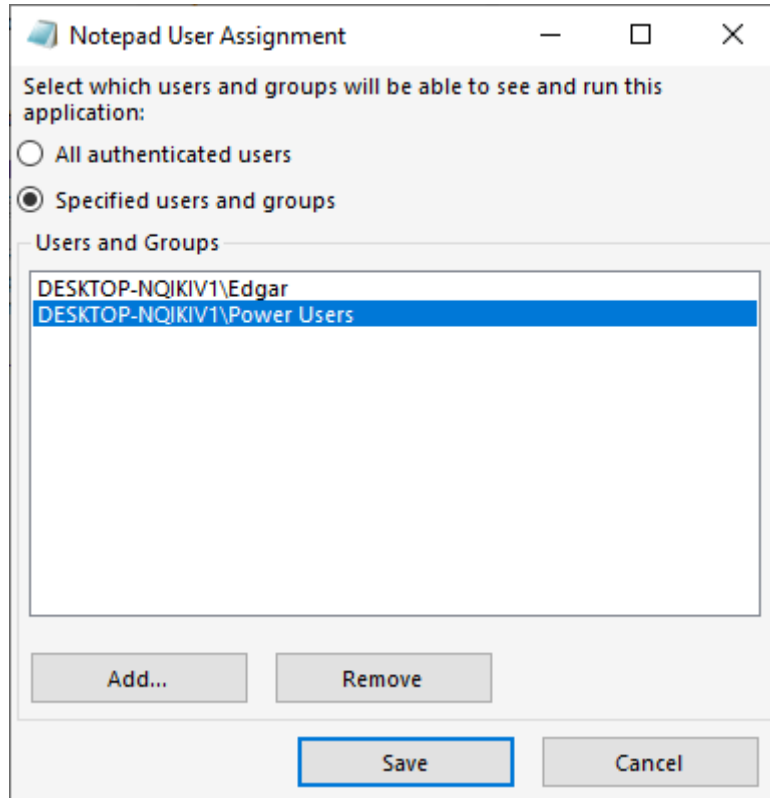 Notepad User Assignment
Select which users and groups will be able to see and run this
application:
All authenticated users
Specified users and groups
Users and Groups
DESKTOP-NQIKIV1\Edgar
DESKTOP-NQIKIV1\Power Users
Add...
Remove
Save
Cancel